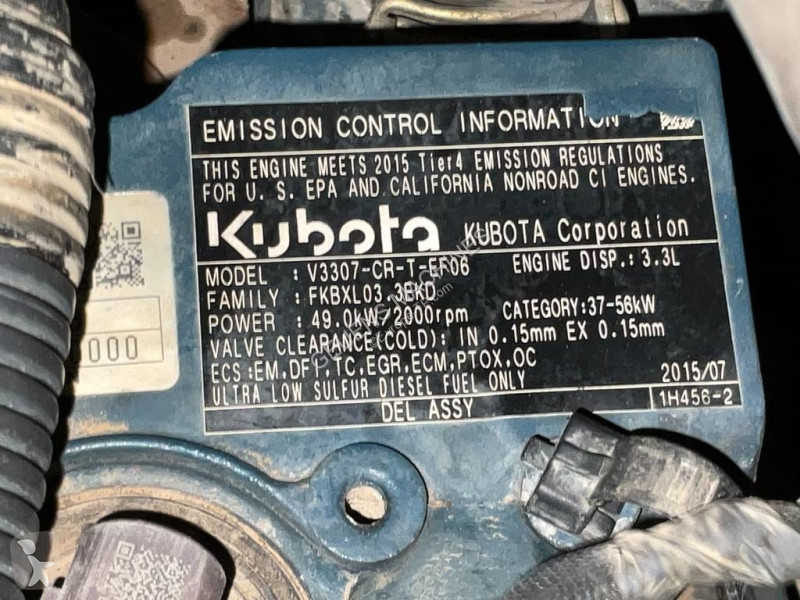 EMISSION CONTROL INFORMATION
THIS ENGINE MEETS 2015 Tier4 EMISSION REGULATIONS
FOR U. S. EPA AND CALIFORNIA NONROAD CI ENGINES.
Kubota KUBOTA Corporation
MODEL : V3307-CR-T-EF06 ENGINE DISP.: 3.3L
FAMILY : FKBXL03.3EKD
POWER : 49.0kW/2000rpm CATEGORY:37-56kW
VALVE CLEARANCE(COLD): IN 0.15mm EX 0.15mm
ECS:EM,DFI,TC,EGR,ECM,PTOX,OC
ULTRA LOW SULFUR DIESEL FUEL ONLY 2015/07
DEL ASSY 1H456-2
000